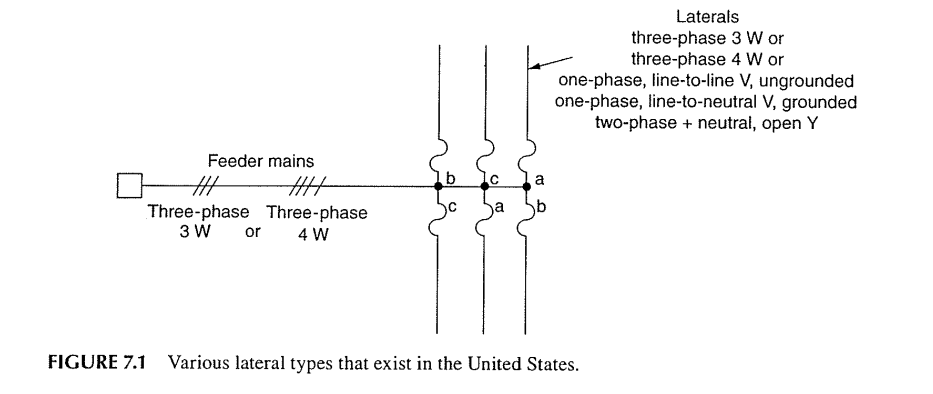 Laterals
three-phase 3 W or
three-phase 4 W or
one-phase, line-to-line V, ungrounded
one-phase, line-to-neutral V, grounded
two-phase + neutral, open Y
Feeder mains
b c a
Three-phase Three-phase
3 W or 4 W
c a b
FIGURE 7.1 Various lateral types that exist in the United States.